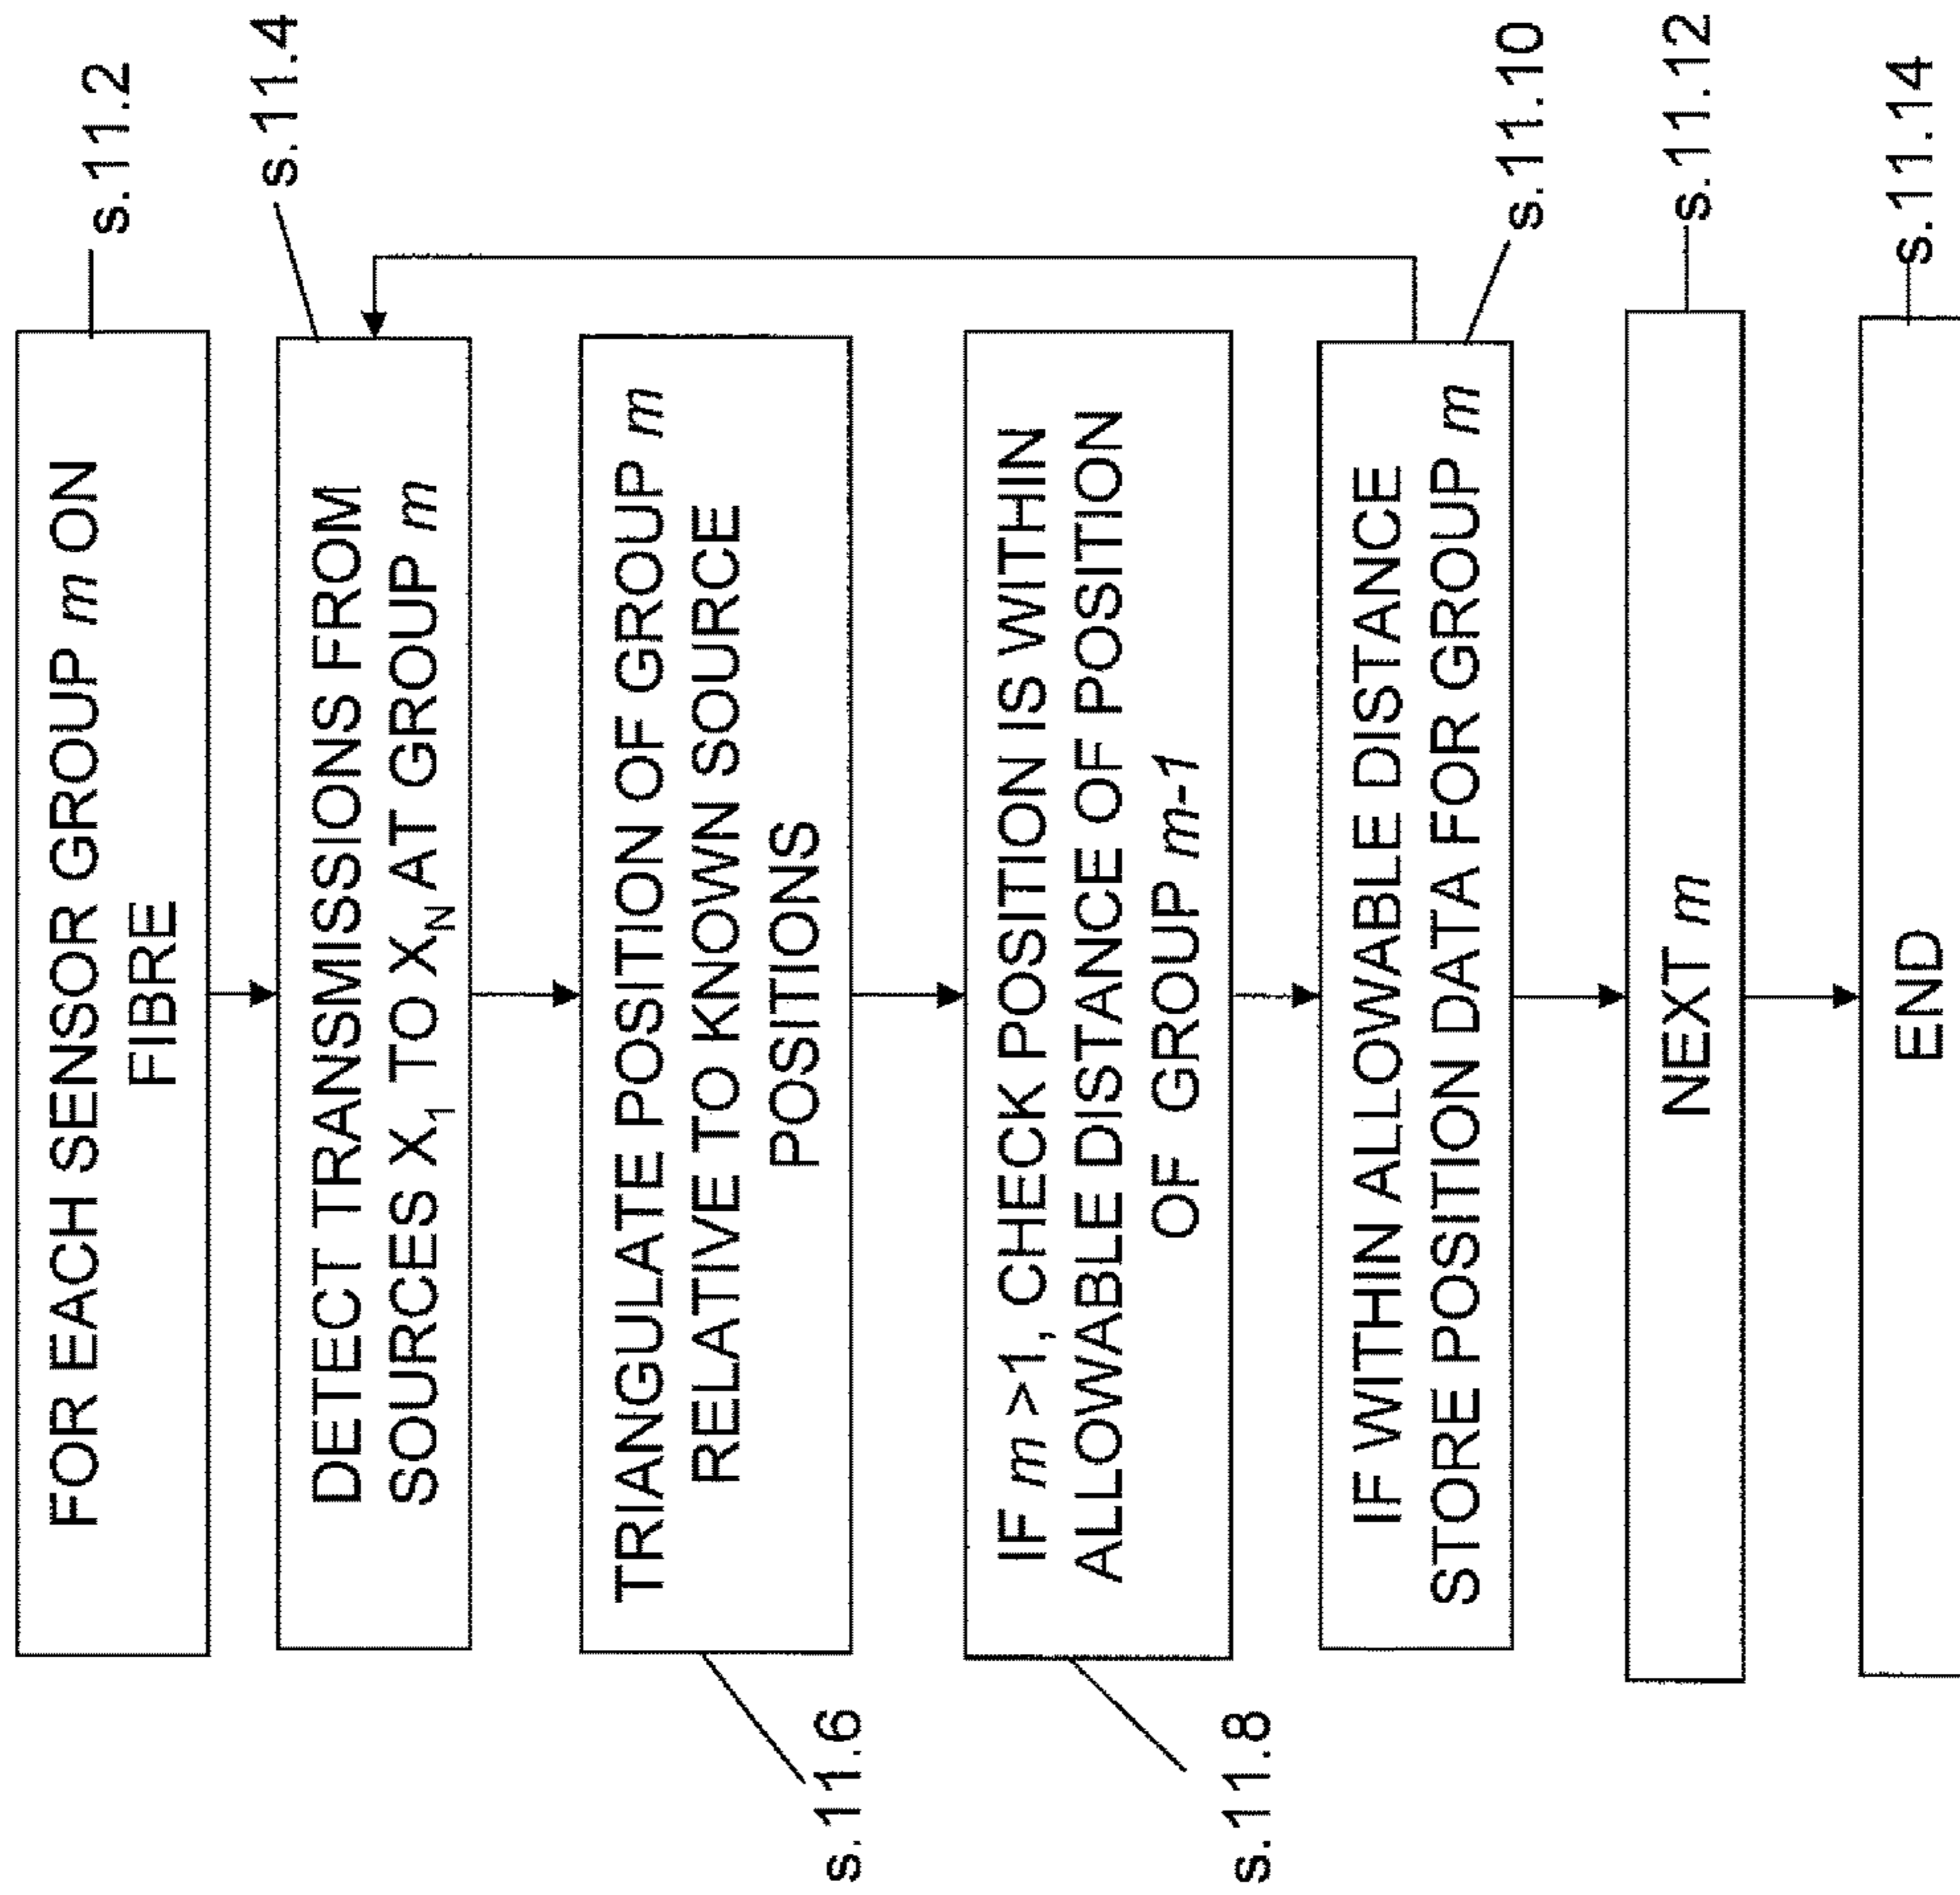 FOR EACH SENSOR GROUP m ON
FIBRE
s.11.2
DETECT TRANSMISSIONS FROM
SOURCES X₁ TO X_N AT GROUP m
s.11.4
TRIANGULATE POSITION OF GROUP m
RELATIVE TO KNOWN SOURCE
POSITIONS
s.11.6
IF m >1, CHECK POSITION IS WITHIN
ALLOWABLE DISTANCE OF POSITION
OF GROUP m-1
s.11.8
IF WITHIN ALLOWABLE DISTANCE
STORE POSITION DATA FOR GROUP m
s.11.10
NEXT m
s.11.12
END
s.11.14